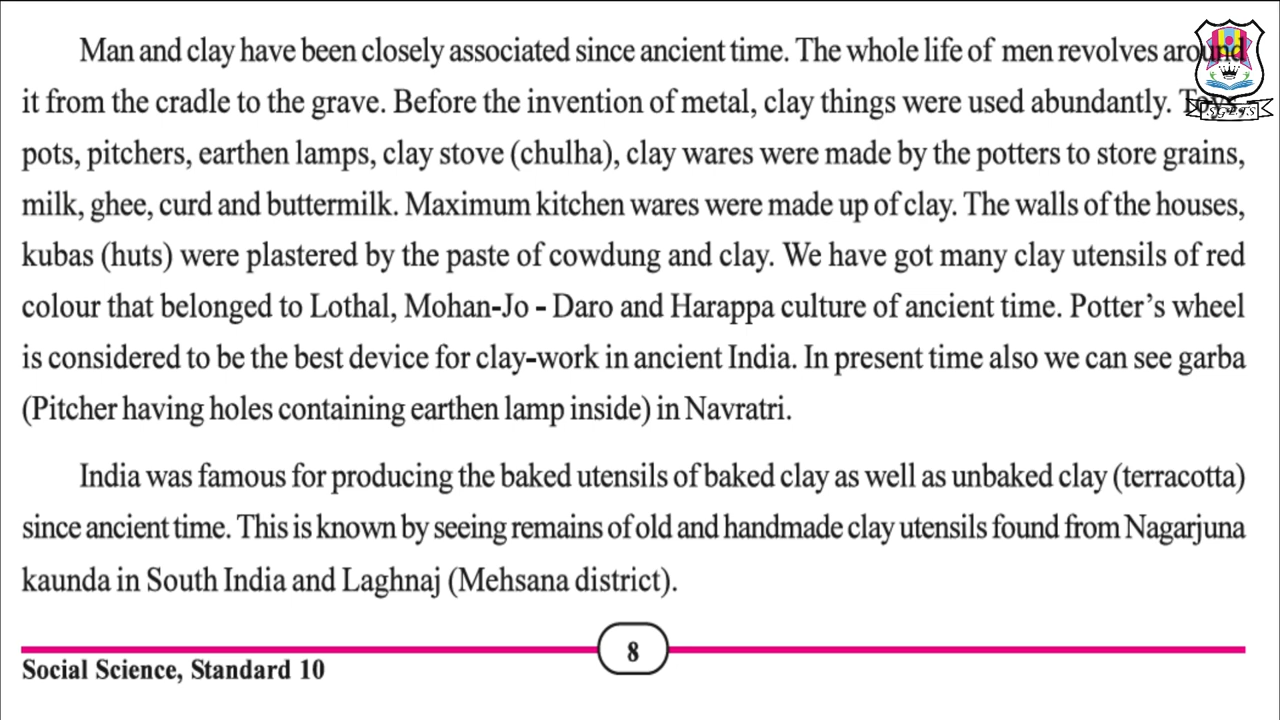 Man and clay have been closely associated since ancient time. The whole life of men revolves around
it from the cradle to the grave. Before the invention of metal, clay things were used abundantly. Toys,
pots, pitchers, earthen lamps, clay stove (chulha), clay wares were made by the potters to store grains,
milk, ghee, curd and buttermilk. Maximum kitchen wares were made up of clay. The walls of the houses,
kubas (huts) were plastered by the paste of cowdung and clay. We have got many clay utensils of red
colour that belonged to Lothal, Mohan-Jo - Daro and Harappa culture of ancient time. Potter's wheel
is considered to be the best device for clay-work in ancient India. In present time also we can see garba
(Pitcher having holes containing earthen lamp inside) in Navratri.
India was famous for producing the baked utensils of baked clay as well as unbaked clay (terracotta)
since ancient time. This is known by seeing remains of old and handmade clay utensils found from Nagarjuna
kaunda in South India and Laghnaj (Mehsana district).
8
Social Science, Standard 10